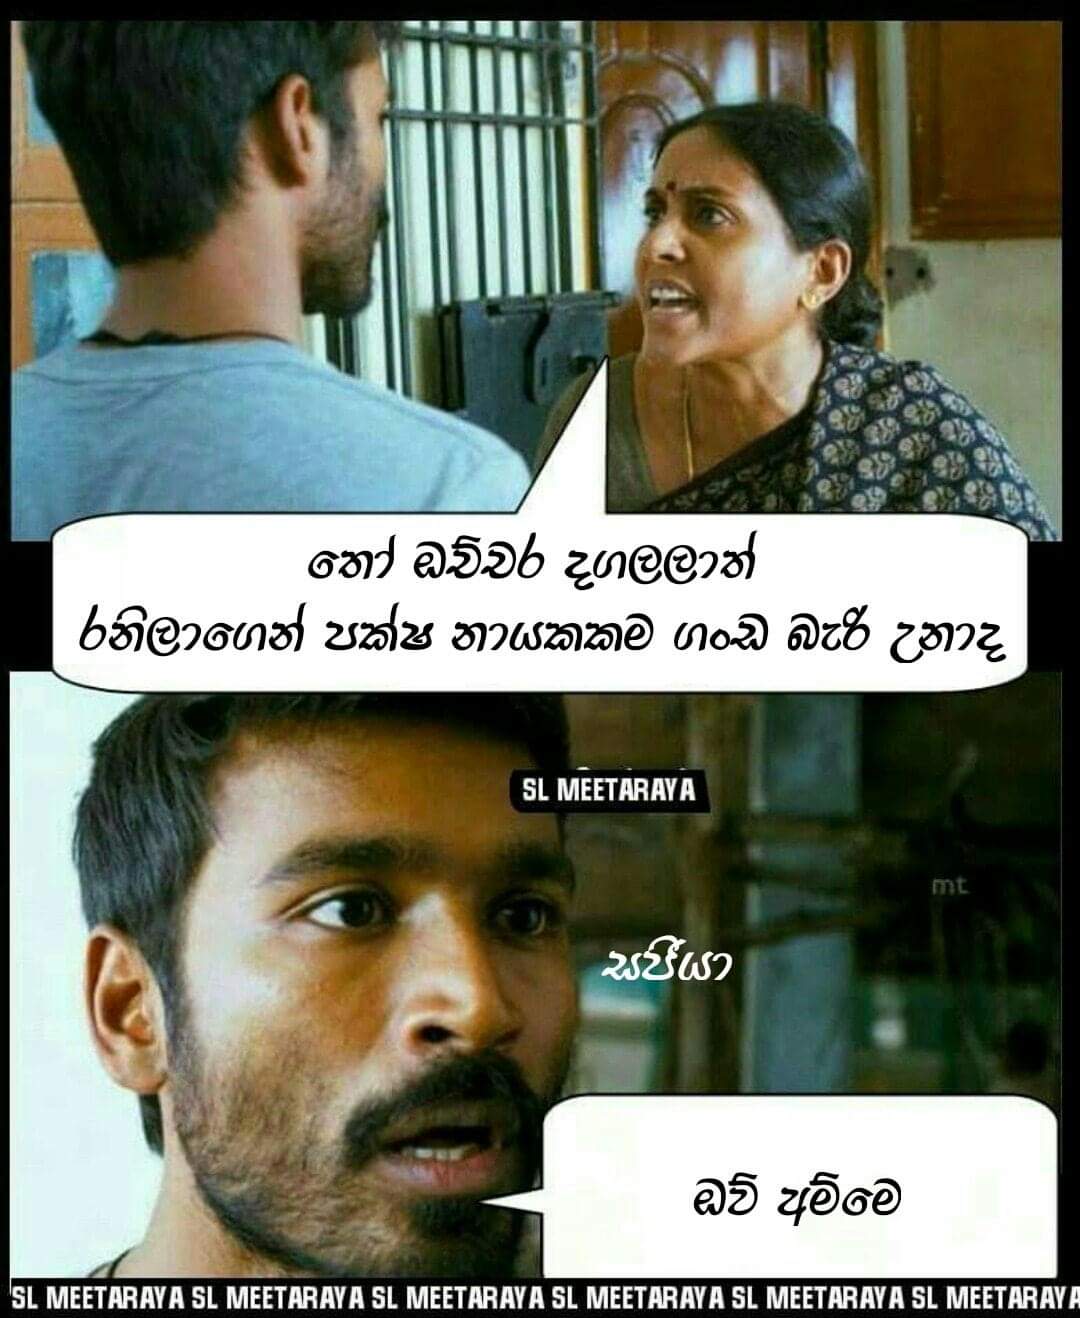 තෝ ඔච්චර දගලලාත්
රනිලාගෙන් පක්ෂ නායකකම ගංඩ බැරි උනාද
SL MEETARAYA
mt
සජියා
ඔව් අම්මෙ
SL MEETARAYA SL MEETARAYA SL MEETARAYA SL MEETARAYA SL MEETARAYA SL MEETARAYA